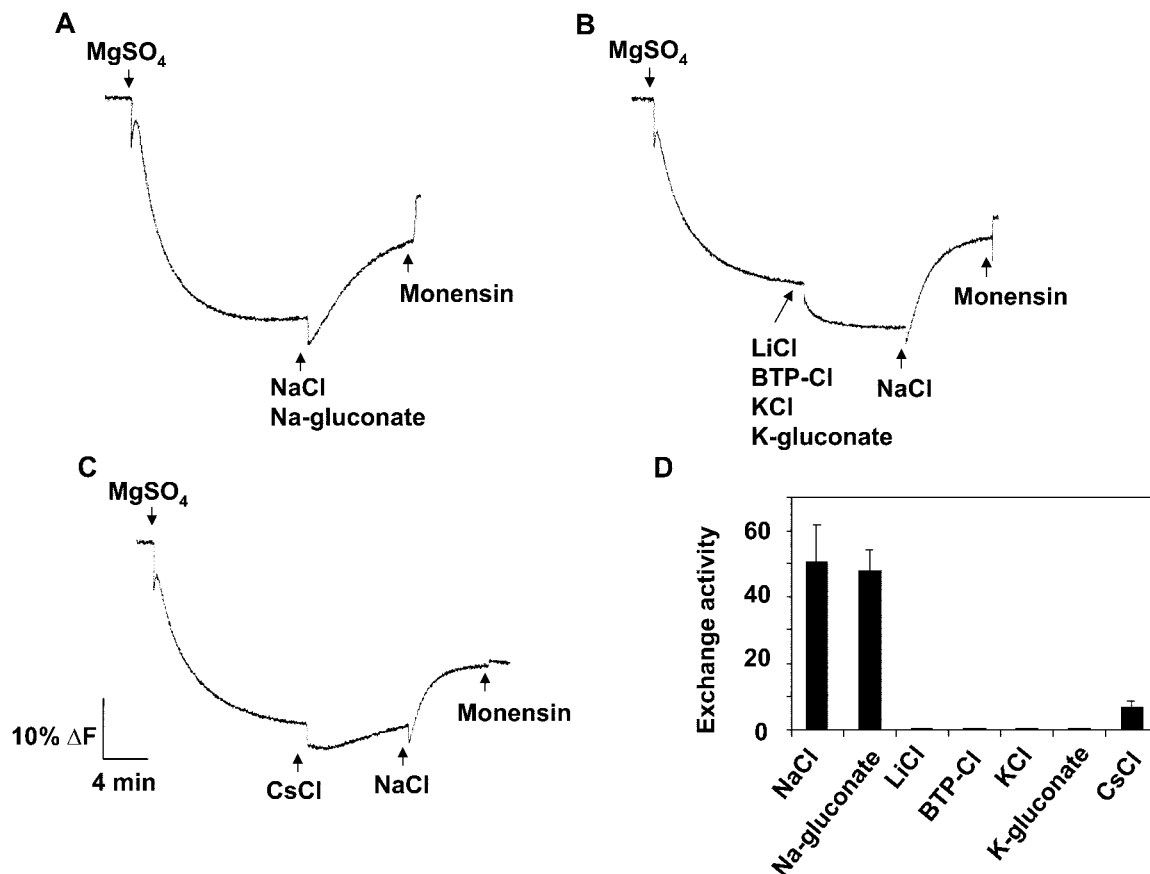 A
MgSO4
NaCl
Na-gluconate
Monensin
B
MgSO4
LiCl
BTP-Cl
KCl
K-gluconate
NaCl
Monensin
C
MgSO4
10% ΔF
4 min
CsCl
NaCl
Monensin
D
Exchange activity
60
40
20
0
NaCl
Na-gluconate
LiCl
BTP-Cl
KCl
K-gluconate
CsCl